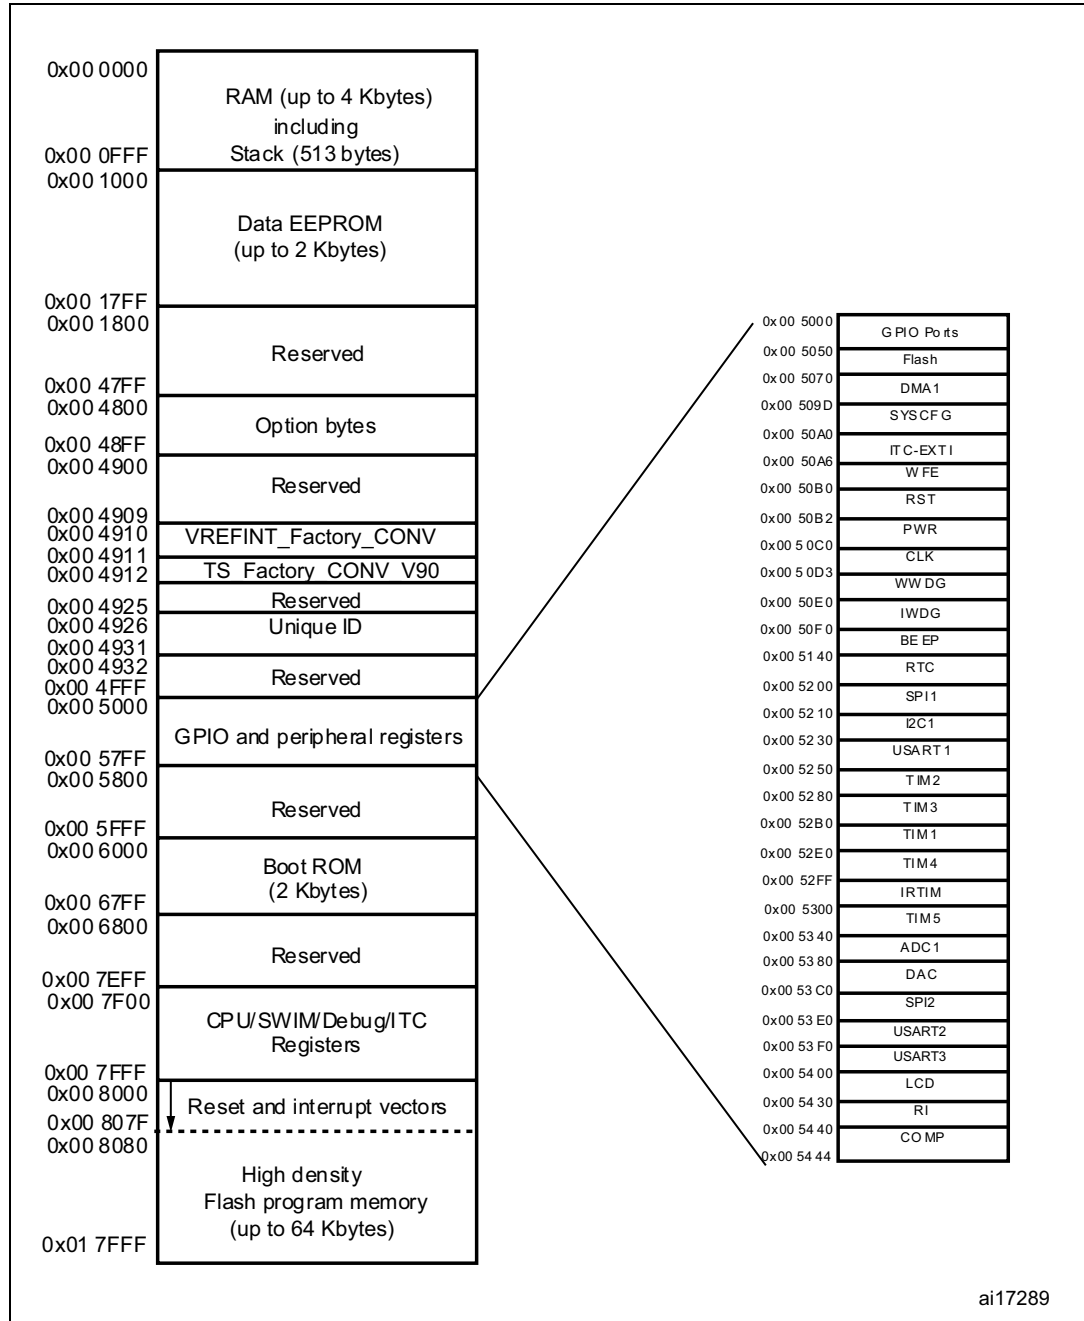 0x00 0000
RAM (up to 4 Kbytes)
including
Stack (513 bytes)
0x00 0FFF
0x00 1000
Data EEPROM
(up to 2 Kbytes)
0x00 17FF
0x00 1800
Reserved
0x00 47FF
0x00 4800
Option bytes
0x00 48FF
0x00 4900
Reserved
0x00 4909
0x00 4910
VREFINT_Factory_CONV
0x00 4911
0x00 4912
TS_Factory_CONV_V90
Reserved
0x00 4925
0x00 4926
Unique ID
0x00 4931
0x00 4932
Reserved
0x00 4FFF
0x00 5000
GPIO and peripheral registers
0x00 57FF
0x00 5800
Reserved
0x00 5FFF
0x00 6000
Boot ROM
(2 Kbytes)
0x00 67FF
0x00 6800
Reserved
0x00 7EFF
0x00 7F00
CPU/SWIM/Debug/ITC
Registers
0x00 7FFF
0x00 8000
Reset and interrupt vectors
0x00 807F
0x00 8080
High density
Flash program memory
(up to 64 Kbytes)
0x01 7FFF
0x00 5000
GPIO Ports
0x00 5050
Flash
0x00 5070
DMA1
0x00 509D
SYSCFG
0x00 50A0
ITC-EXTI
0x00 50A6
WFE
0x00 50B0
RST
0x00 50B2
PWR
0x00 50C0
CLK
0x00 50D3
WWDG
0x00 50E0
IWDG
0x00 50F0
BEEP
0x00 5140
RTC
0x00 5200
SPI1
0x00 5210
I2C1
0x00 5230
USART1
0x00 5250
TIM2
0x00 5280
TIM3
0x00 52B0
TIM1
0x00 52E0
TIM4
0x00 52FF
IRTIM
0x00 5300
TIM5
0x00 5340
ADC1
0x00 5380
DAC
0x00 53C0
SPI2
0x00 53E0
USART2
0x00 53F0
USART3
0x00 5400
LCD
0x00 5430
RI
0x00 5440
COMP
0x00 5444
ai17289